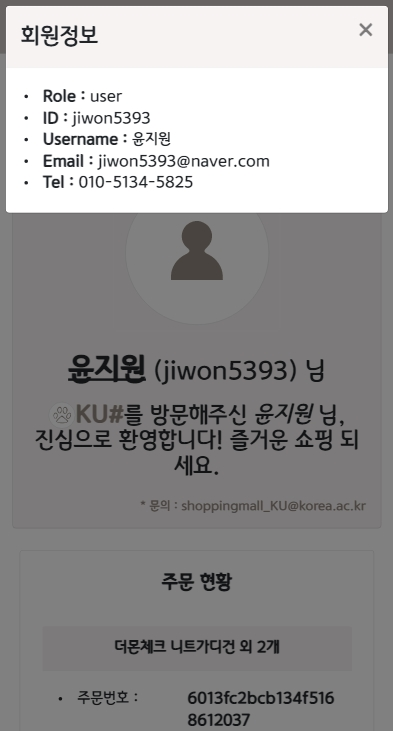 회원정보
×
• Role : user
• ID : jiwon5393
• Username : 윤지원
• Email : jiwon5393@naver.com
• Tel : 010-5134-5825
윤지원 (jiwon5393) 님
KU#를 방문해주신 윤지원 님,
진심으로 환영합니다! 즐거운 쇼핑 되
세요.
* 문의 : shoppingmall_KU@korea.ac.kr
주문 현황
더몬체크 니트가디건 외 2개
• 주문번호 : 6013fc2bcb134f516
8612037